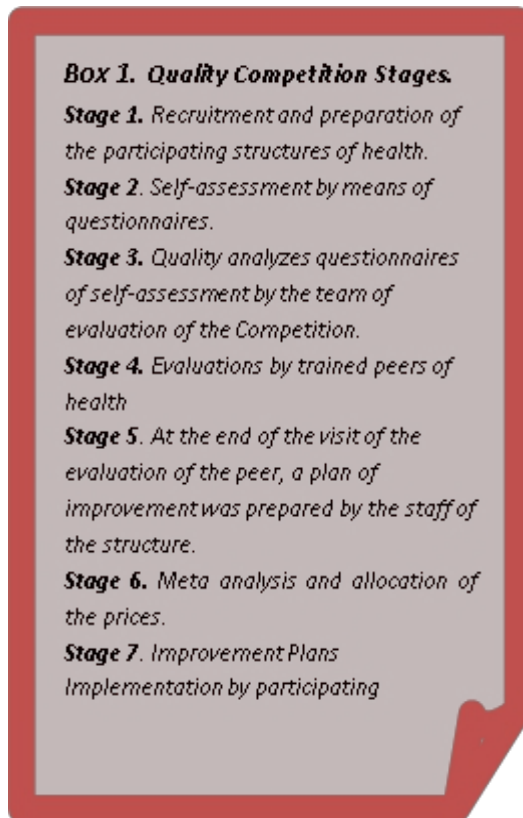 Box 1. Quality Competition Stages.
Stage 1. Recruitment and preparation of
the participating structures of health.
Stage 2. Self-assessment by means of
questionnaires.
Stage 3. Quality analyzes questionnaires
of self-assessment by the team of
evaluation of the Competition.
Stage 4. Evaluations by trained peers of
health
Stage 5. At the end of the visit of the
evaluation of the peer, a plan of
improvement was prepared by the staff of
the structure.
Stage 6. Meta analysis and allocation of
the prices.
Stage 7. Improvement Plans
Implementation by participating